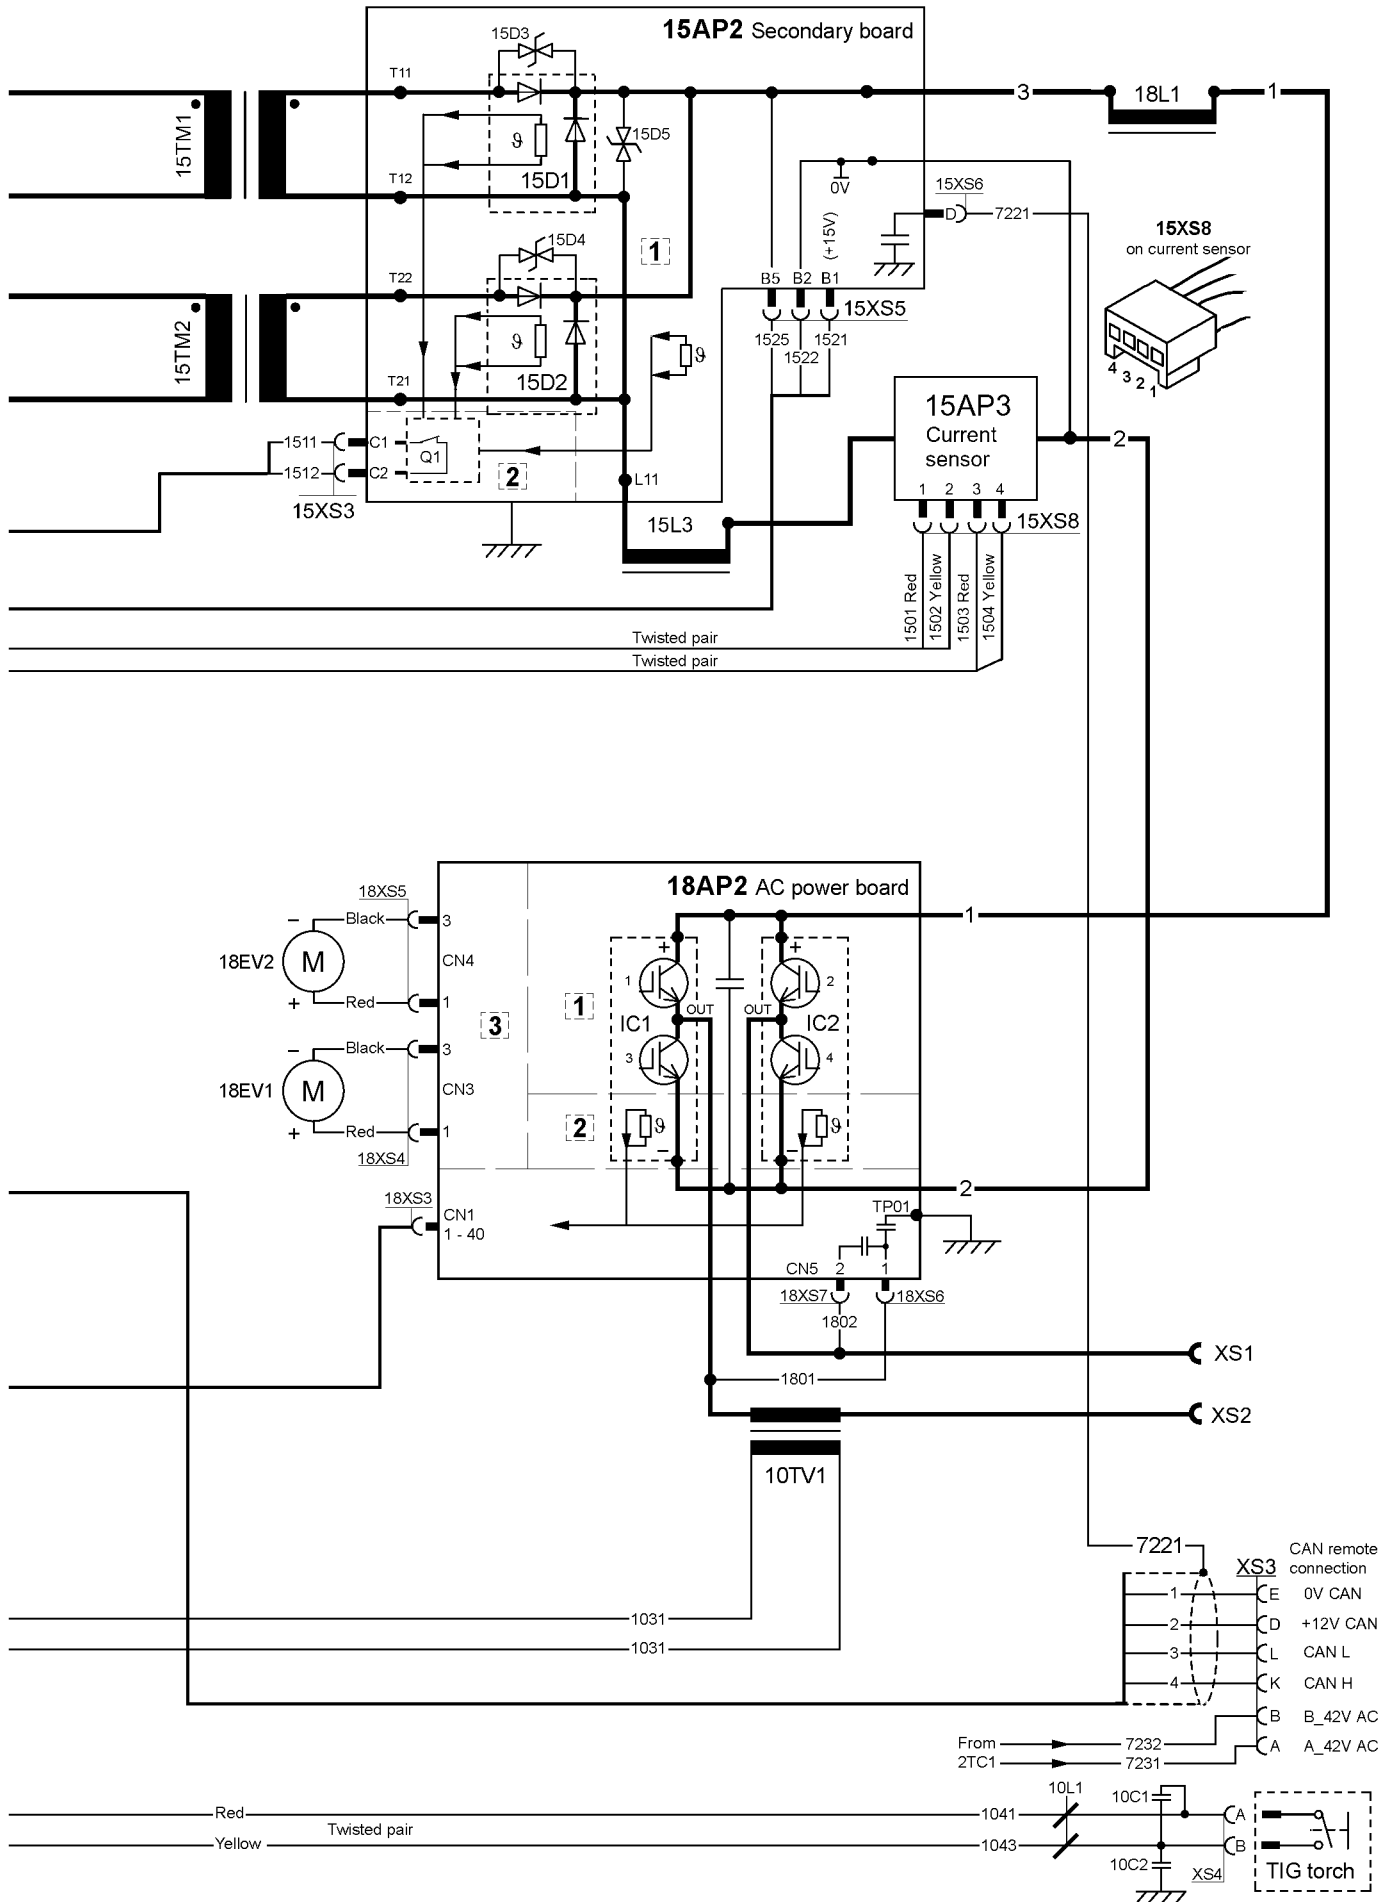 15AP2 Secondary board
15D3
T11
3
18L1
1
15TM1
ϑ
15D5
15D1
T12
0V
15XS6
D
7221
(+15V)
15XS8
on current sensor
15D4
1
T22
B5 B2 B1
15XS5
1525
1522
1521
15TM2
ϑ
ϑ
15D2
T21
4 3 2 1
15AP3
Current
sensor
2
1511
C1
Q1
1512
C2
2
L11
15XS3
1 2 3 4
15XS8
15L3
1501 Red
1502 Yellow
1503 Red
1504 Yellow
Twisted pair
Twisted pair
18AP2 AC power board
18XS5
Black
3
1
18EV2
M
CN4
−
+
+
+
1
2
Red
1
OUT
OUT
1
3
IC1
IC2
Black
3
3
4
18EV1
M
CN3
−
+
Red
1
2
ϑ
ϑ
−
−
18XS4
2
18XS3
CN1
1 - 40
TP01
CN5 2 1
18XS7
18XS6
1802
XS1
1801
XS2
10TV1
7221
XS3
CAN remote
connection
1
E
0V CAN
1031
2
D
+12V CAN
1031
3
L
CAN L
4
K
CAN H
B
B_42V AC
From
7232
A
A_42V AC
2TC1
7231
10L1
10C1
Red
1041
A
Twisted pair
Yellow
1043
B
10C2
XS4
TIG torch